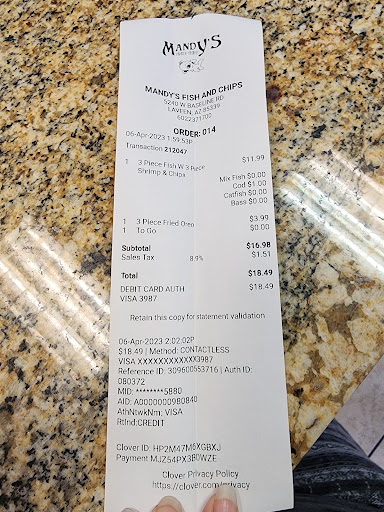 MANDY'S
MANDY'S FISH AND CHIPS
5240 W BASELINE RD
LAVEEN, AZ 85339
6022371702
ORDER: 014
06-Apr-2023 1:59:53P
Transaction 212047
1 3 Piece Fish W 3 Piece Shrimp & Chips $11.99
Mix Fish $0.00
Cod $1.00
Catfish $0.00
Bass $0.00
1 3 Piece Fried Oreo $3.99
1 To Go $0.00
Subtotal $16.98
Sales Tax 8.9% $1.51
Total $18.49
DEBIT CARD AUTH $18.49
VISA 3987
Retain this copy for statement validation
06-Apr-2023 2:02:02P
$18.49 | Method: CONTACTLESS
VISA XXXXXXXXXXXX3987
Reference ID: 309600553716 | Auth ID:
080372
MID: ********5880
AID: A0000000980840
AthNtwkNm: VISA
RtInd:CREDIT
Clover ID: HP2M47M6XGBXJ
Payment MJZ54PX3B0WZE
Clover Privacy Policy
https://clover.com/privacy